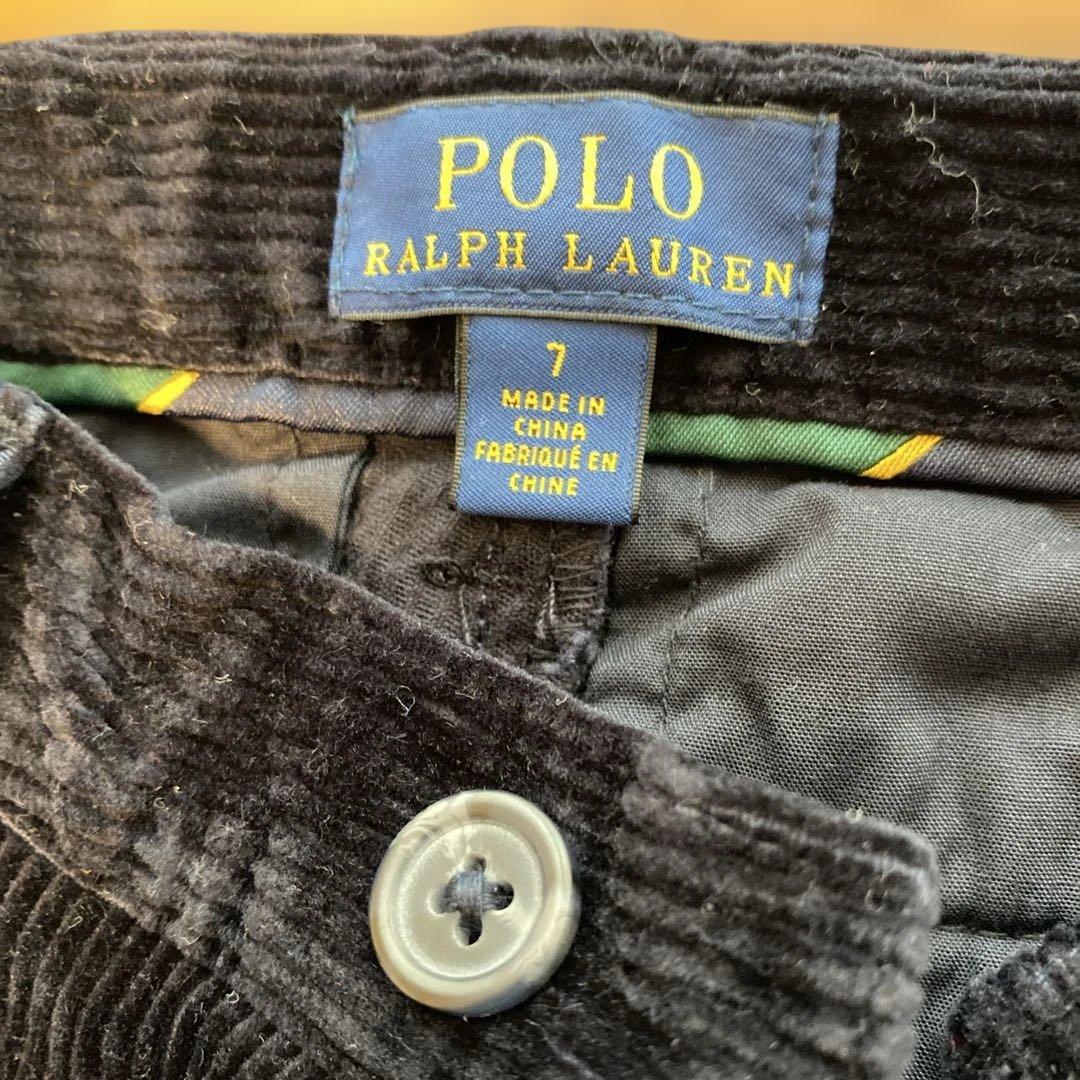 POLO
RALPH LAUREN
7
MADE IN
CHINA
FABRIQUÉ EN
CHINE